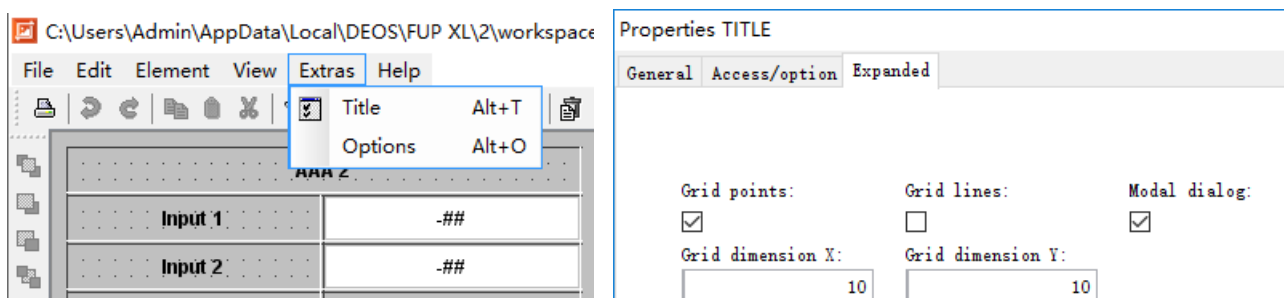 C:\Users\Admin\AppData\Local\DEOS\FUP XL\2\workspace
File Edit Element View Extras Help
Title Alt+T
Options Alt+O
AAA 2
Input 1 -##
Input 2 -##
Properties TITLE
General Access/option Expanded
Grid points: Grid lines: Modal dialog:
Grid dimension X: Grid dimension Y:
10 10